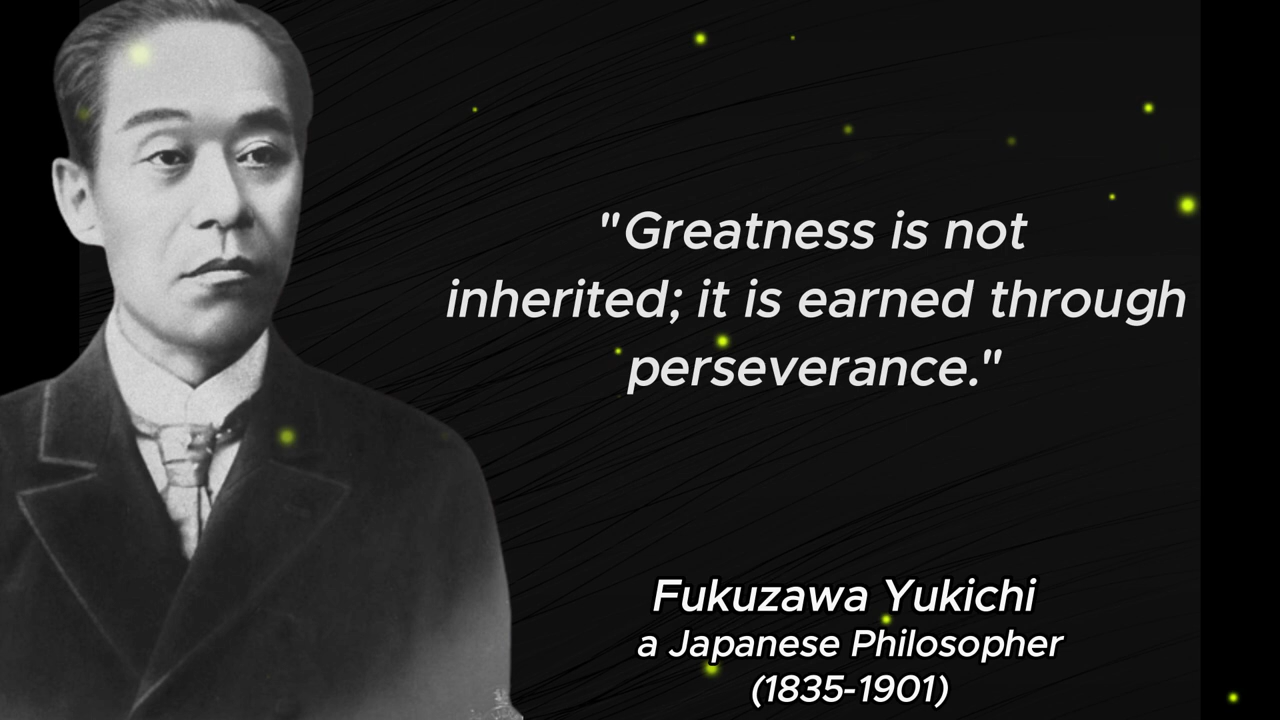 "Greatness is not
inherited; it is earned through
perseverance."
Fukuzawa Yukichi
a Japanese Philosopher
(1835-1901)